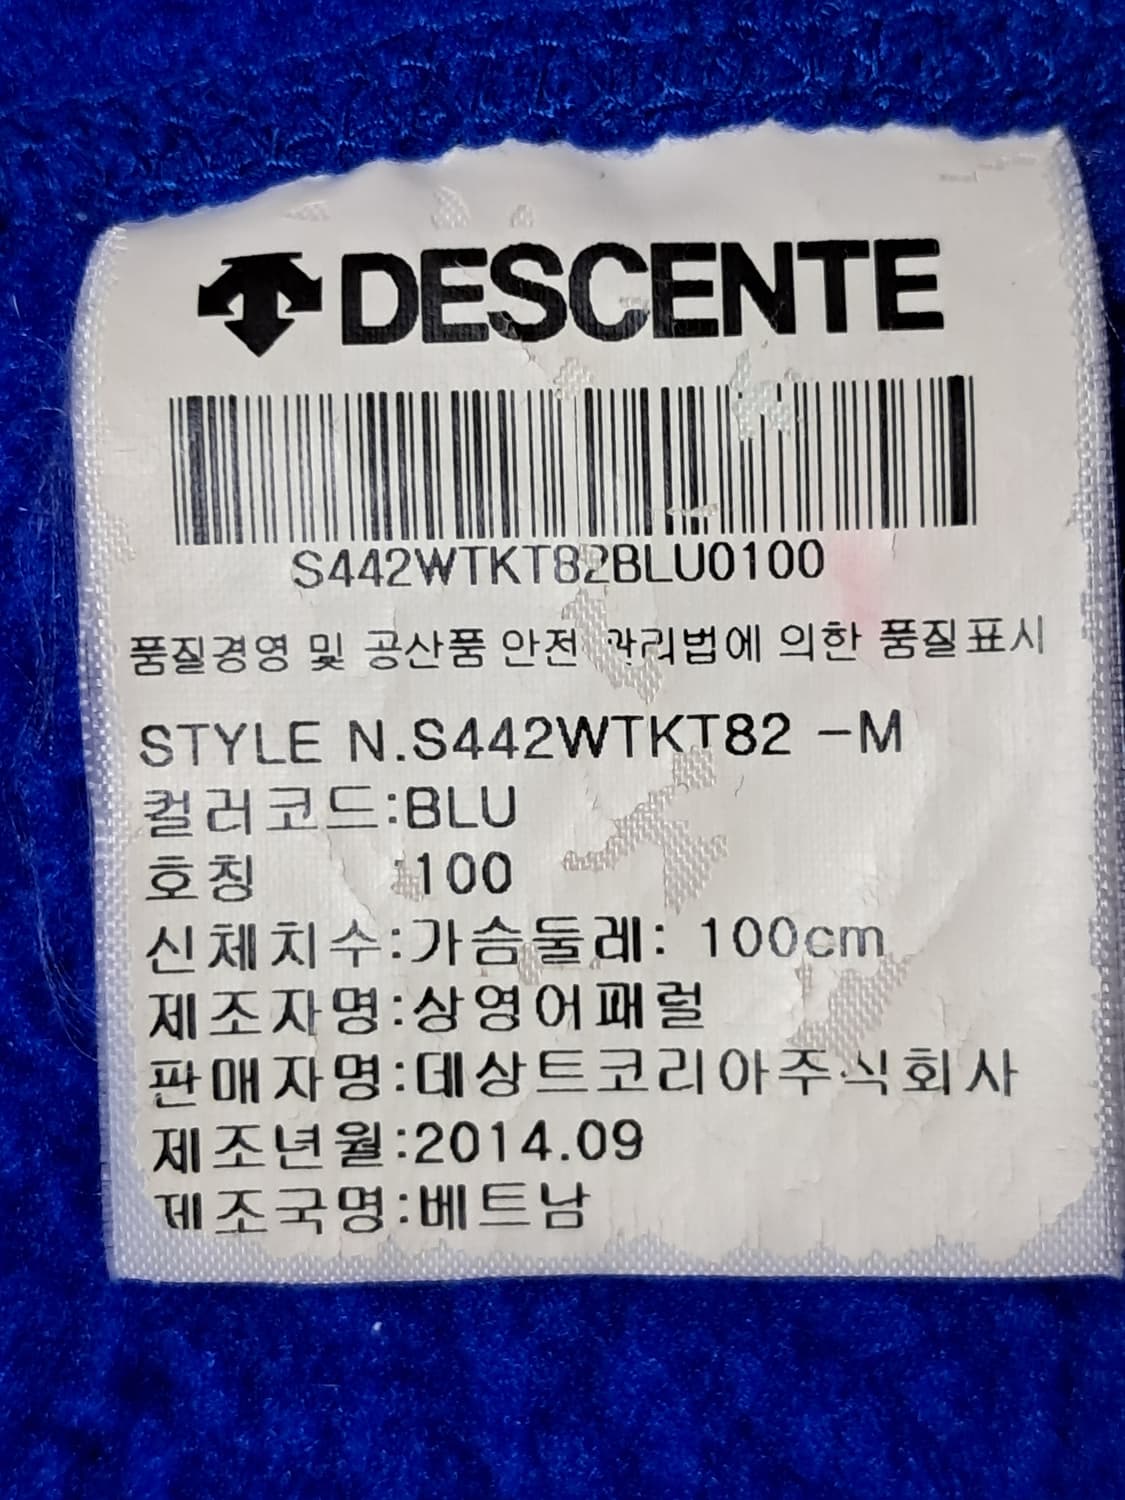 DESCENTE
S442WTKT82BLU0100
품질경영 및 공산품 안전관리법에 의한 품질표시
STYLE N.S442WTKT82 -M
컬러코드:BLU
호칭 :100
신체치수:가슴둘레: 100cm
제조자명:상영어패럴
판매자명:데상트코리아주식회사
제조년월:2014.09
제조국명:베트남